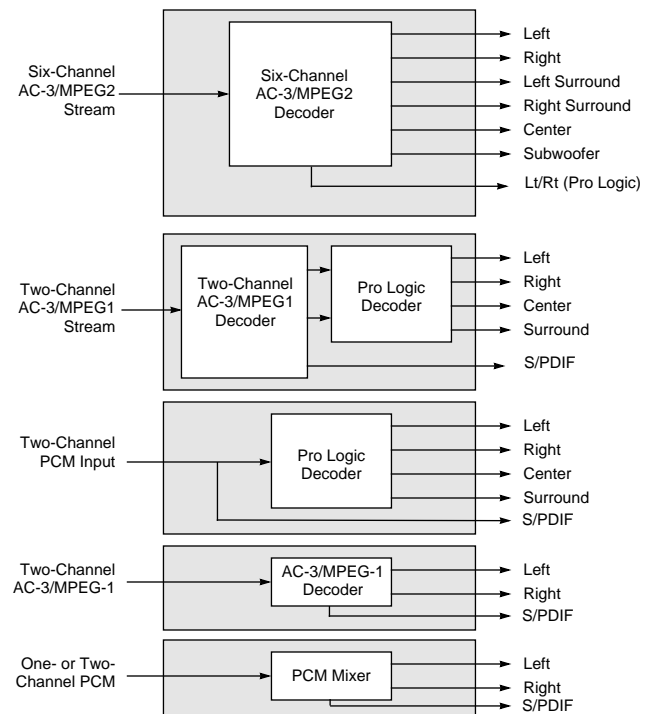 Six-Channel
AC-3/MPEG2
Stream
Six-Channel
AC-3/MPEG2
Decoder
Left
Right
Left Surround
Right Surround
Center
Subwoofer
Lt/Rt (Pro Logic)
Two-Channel
AC-3/MPEG1
Stream
Two-Channel
AC-3/MPEG1
Decoder
Pro Logic
Decoder
Left
Right
Center
Surround
S/PDIF
Two-Channel
PCM Input
Pro Logic
Decoder
Left
Right
Center
Surround
S/PDIF
Two-Channel
AC-3/MPEG-1
AC-3/MPEG-1
Decoder
Left
Right
S/PDIF
One- or Two-
Channel PCM
PCM Mixer
Left
Right
S/PDIF